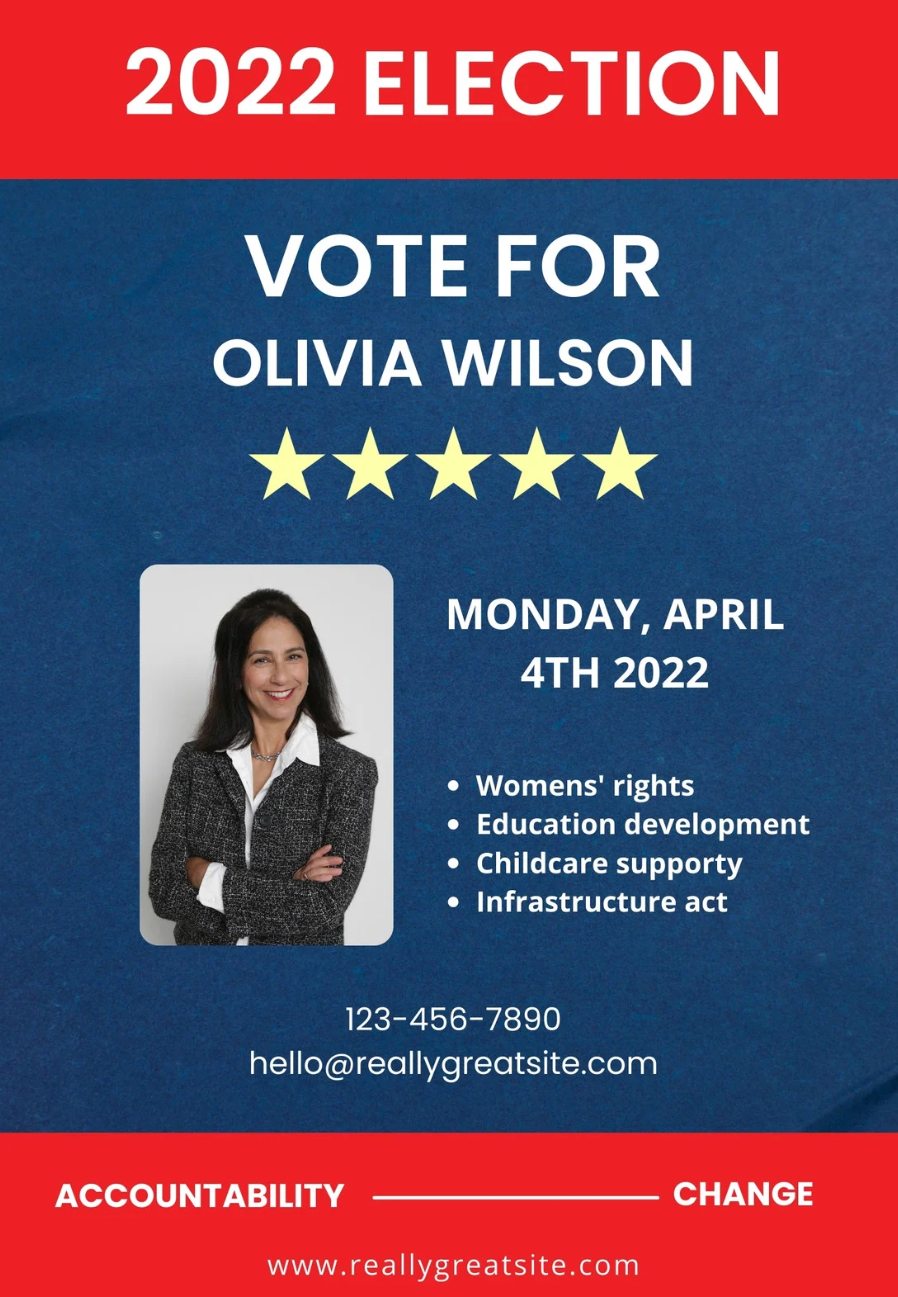 2022 ELECTION
VOTE FOR
OLIVIA WILSON
MONDAY, APRIL
4TH 2022
• Womens' rights
• Education development
• Childcare supporty
• Infrastructure act
123-456-7890
hello@reallygreatsite.com
ACCOUNTABILITY CHANGE
www.reallygreatsite.com